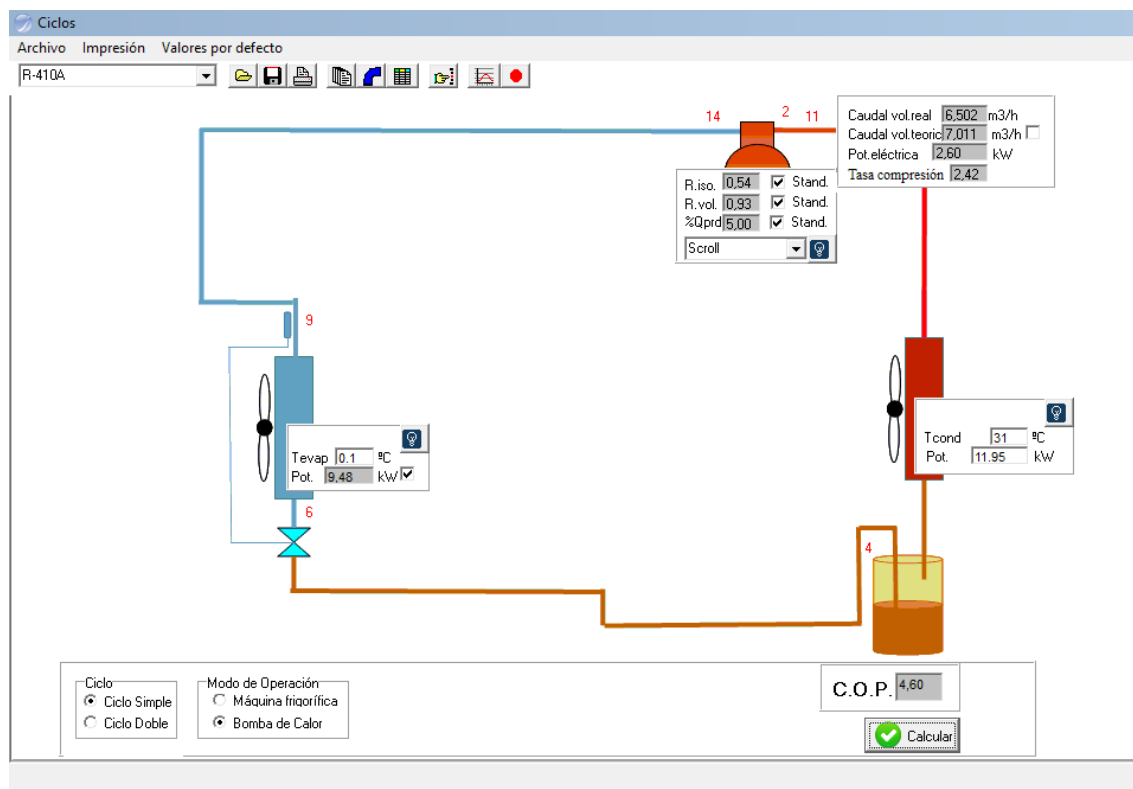 Ciclos
Archivo Impresión Valores por defecto
R-410A
14 2 11
Caudal vol.real 6,502 m3/h
Caudal vol.teoric 7,011 m3/h
Pot.eléctrica 2,60 kW
Tasa compresión 2,42
R.iso. 0,54 Stand.
R.vol. 0,93 Stand.
%Qprd 5,00 Stand.
Scroll
9
Tevap 0.1 ºC
Pot. 9,48 kW
Tcond 31 ºC
Pot. 11.95 kW
6
4
Ciclo
Ciclo Simple
Ciclo Doble
Modo de Operación
Máquina frigorífica
Bomba de Calor
C.O.P. 4,60
Calcular